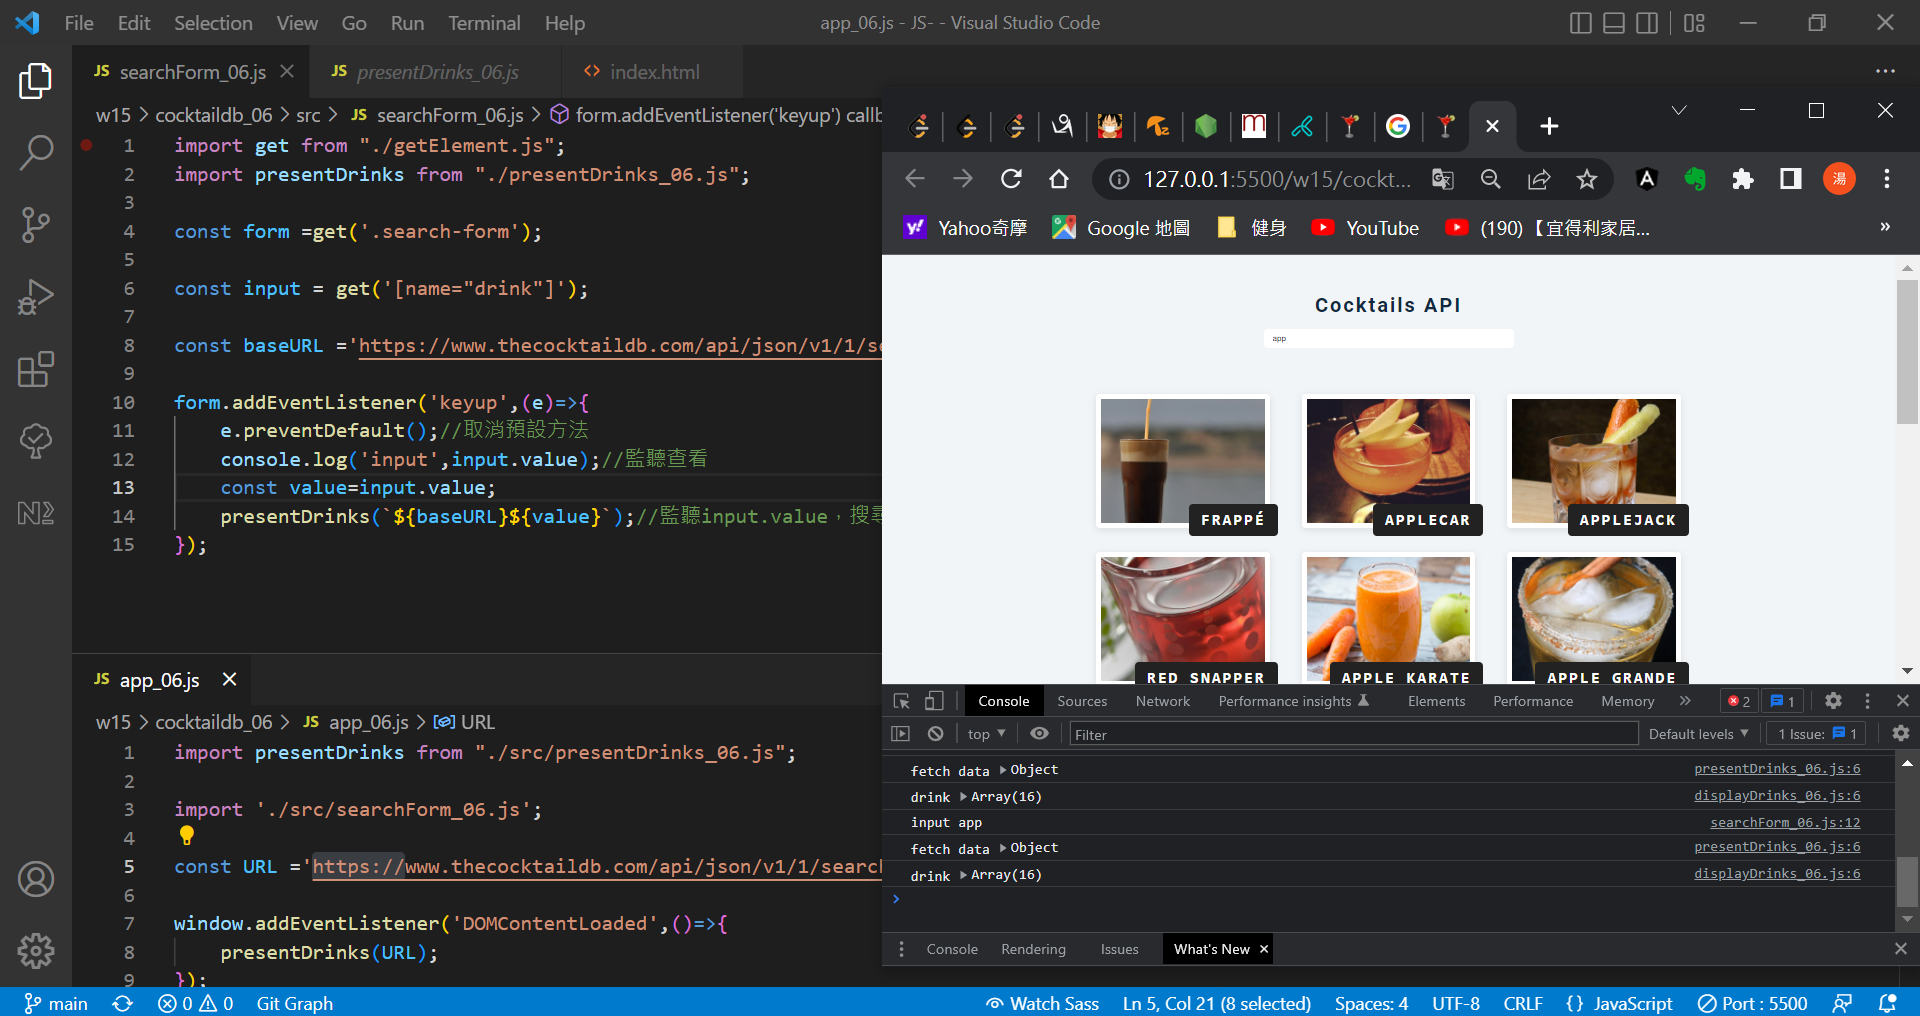 File Edit Selection View Go Run Terminal Help
app_06.js - JS- - Visual Studio Code
JS searchForm_06.js
JS presentDrinks_06.js
<> index.html
w15 > cocktaildb_06 > src > JS searchForm_06.js > form.addEventListener('keyup') callb
1 import get from "./getElement.js";
2 import presentDrinks from "./presentDrinks_06.js";
3
4 const form =get('.search-form');
5
6 const input = get('[name="drink"]');
7
8 const baseURL ='https://www.thecocktaildb.com/api/json/v1/1/se
9
10 form.addEventListener('keyup',(e)=>{
11 e.preventDefault();//取消預設方法
12 console.log('input',input.value);//監聽查看
13 const value=input.value;
14 presentDrinks(`${baseURL}${value}`);//監聽input.value，搜尋
15 });
JS app_06.js
w15 > cocktaildb_06 > JS app_06.js > URL
1 import presentDrinks from "./src/presentDrinks_06.js";
2
3 import './src/searchForm_06.js';
4
5 const URL ='https://www.thecocktaildb.com/api/json/v1/1/search
6
7 window.addEventListener('DOMContentLoaded',()=>{
8 presentDrinks(URL);
9 });
127.0.0.1:5500/w15/cockt...
湯
Yahoo奇摩
Google 地圖
健身
YouTube
(190)【宜得利家居...
»
Cocktails API
app
FRAPPÉ
APPLECAR
APPLEJACK
RED SNAPPER
APPLE KARATE
APPLE GRANDE
Console Sources Network Performance insights Elements Performance Memory » 2 1
top Filter Default levels 1 Issue: 1
fetch data Object presentDrinks_06.js:6
drink Array(16) displayDrinks_06.js:6
input app searchForm_06.js:12
fetch data Object presentDrinks_06.js:6
drink Array(16) displayDrinks_06.js:6
>
Console Rendering Issues What's New
main 0 0 Git Graph
Watch Sass Ln 5, Col 21 (8 selected) Spaces: 4 UTF-8 CRLF {} JavaScript Port : 5500